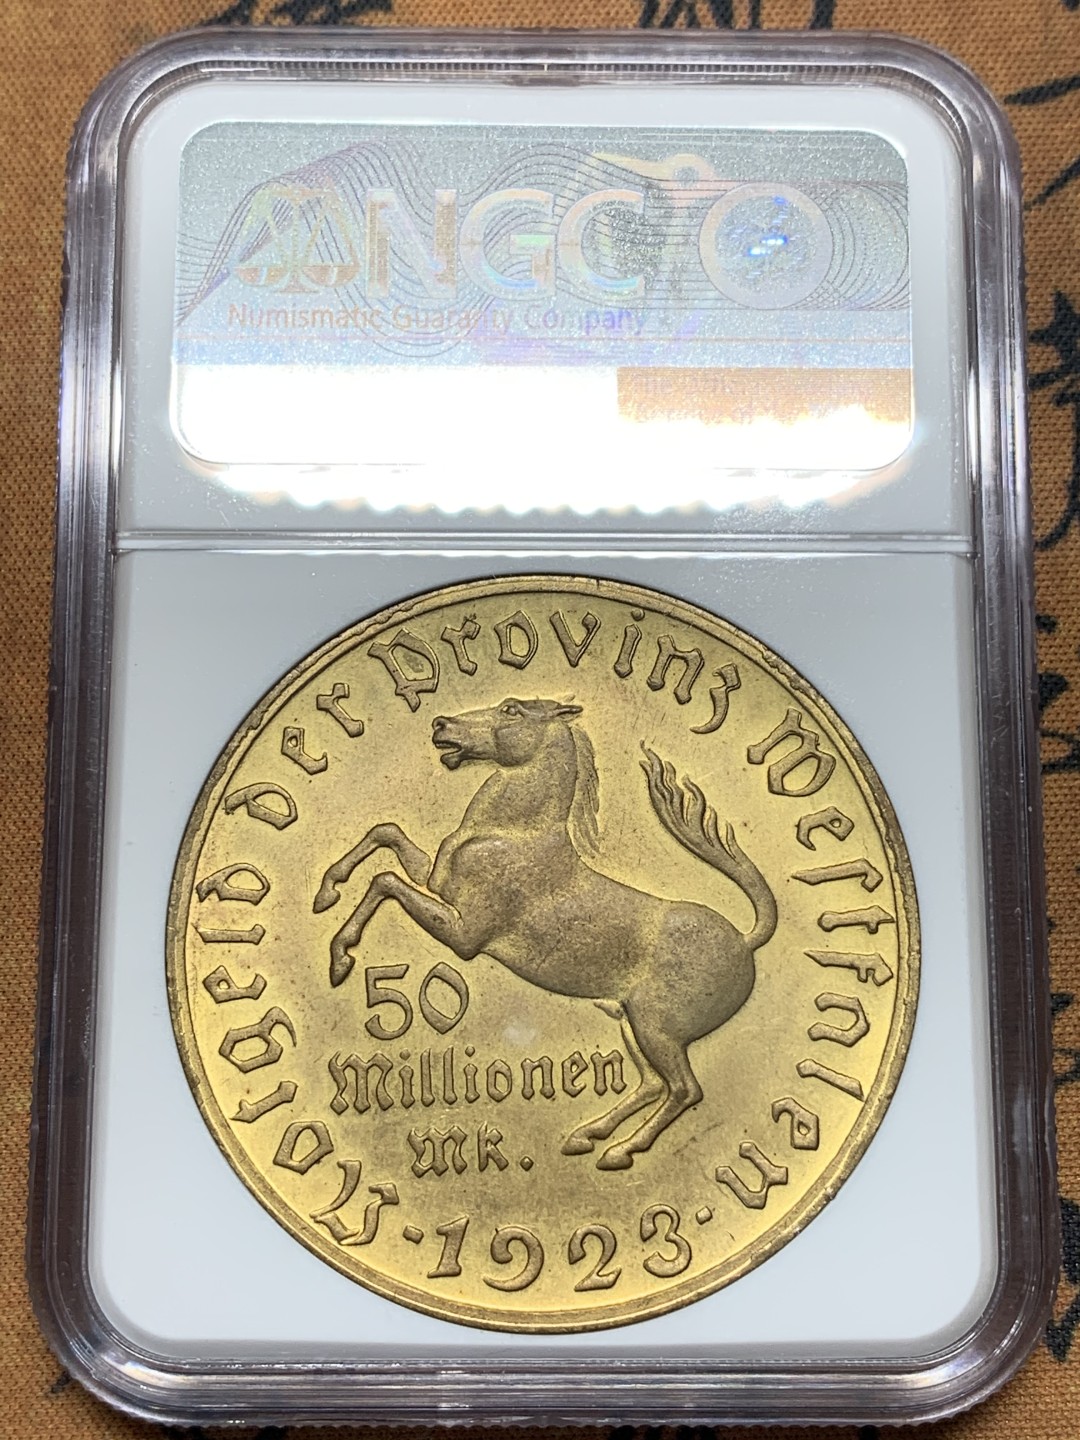 NGC
Numismatic Guaranty Company
Notgeld der Provinz Westfalen
50
Millionen
Mk.
·1923·